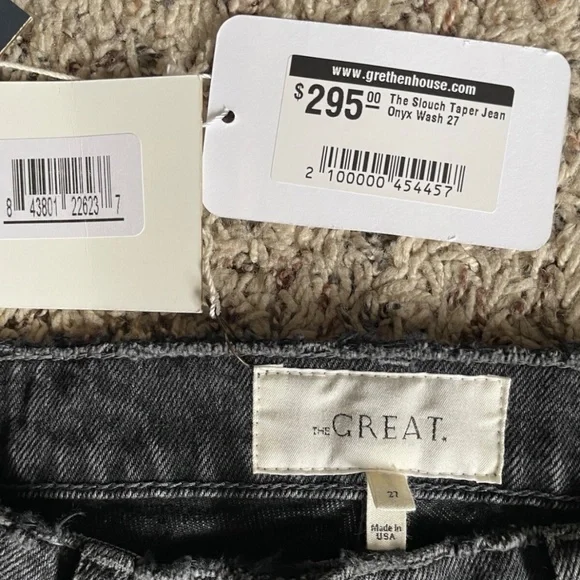 www.grethenhouse.com
$295.00 The Slouch Taper Jean
Onyx Wash 27
2 100000 454457
8 43801 22623 7
THE GREAT.
27
Made in
USA